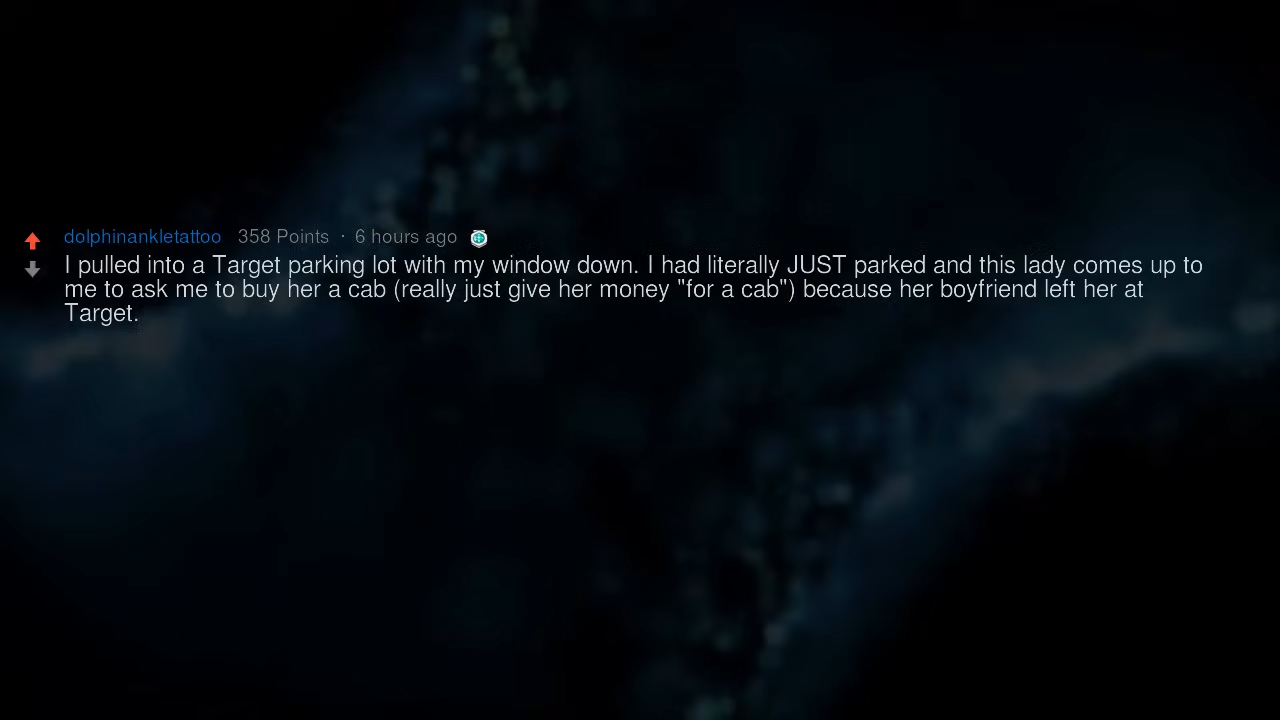 dolphinankletattoo 358 Points · 6 hours ago
I pulled into a Target parking lot with my window down. I had literally JUST parked and this lady comes up to
me to ask me to buy her a cab (really just give her money "for a cab") because her boyfriend left her at
Target.